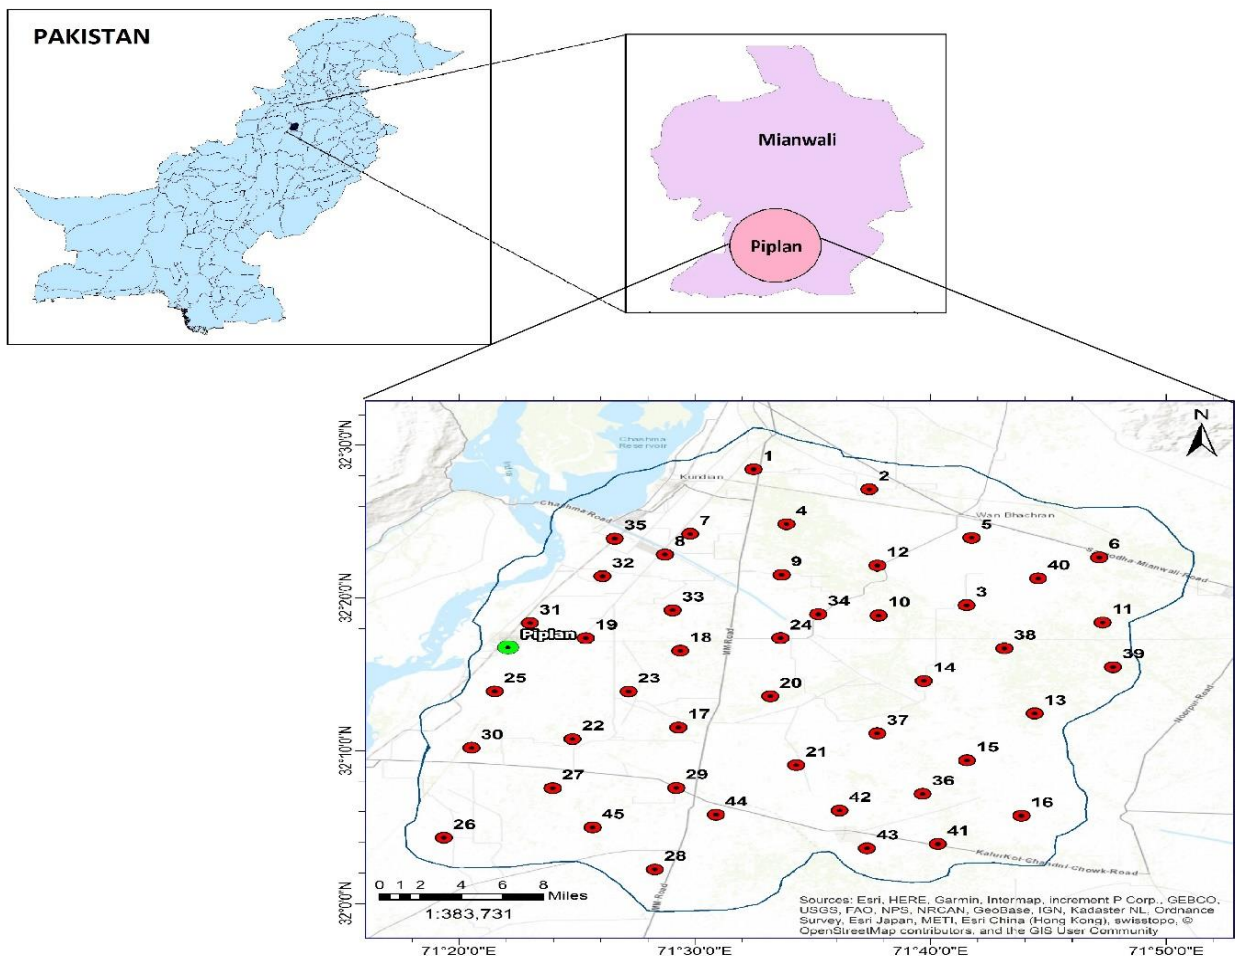 PAKISTAN
Mianwali
Piplan
N
32°30'0"N
32°20'0"N
32°10'0"N
32°0'0"N
Chashma
Reservoir
1
Kundian
2
Chashma-Road
Wan Bhachran
35
7
4
5
8
6
32
9
12
40
Sargodha-Mianwali-Road
31
33
34
10
3
11
Piplan
19
18
24
38
39
25
23
20
14
13
MM-Road
30
22
17
37
15
Noorpur-Road
27
29
21
36
26
45
44
42
16
28
43
41
MM-Road
KalurKot-Chandni-Chowk-Road
0 1 2 4 6 8
Miles
1:383,731
Sources: Esri, HERE, Garmin, Intermap, increment P Corp., GEBCO,
USGS, FAO, NPS, NRCAN, GeoBase, IGN, Kadaster NL, Ordnance
Survey, Esri Japan, METI, Esri China (Hong Kong), swisstopo, ©
OpenStreetMap contributors, and the GIS User Community
71°20'0"E 71°30'0"E 71°40'0"E 71°50'0"E